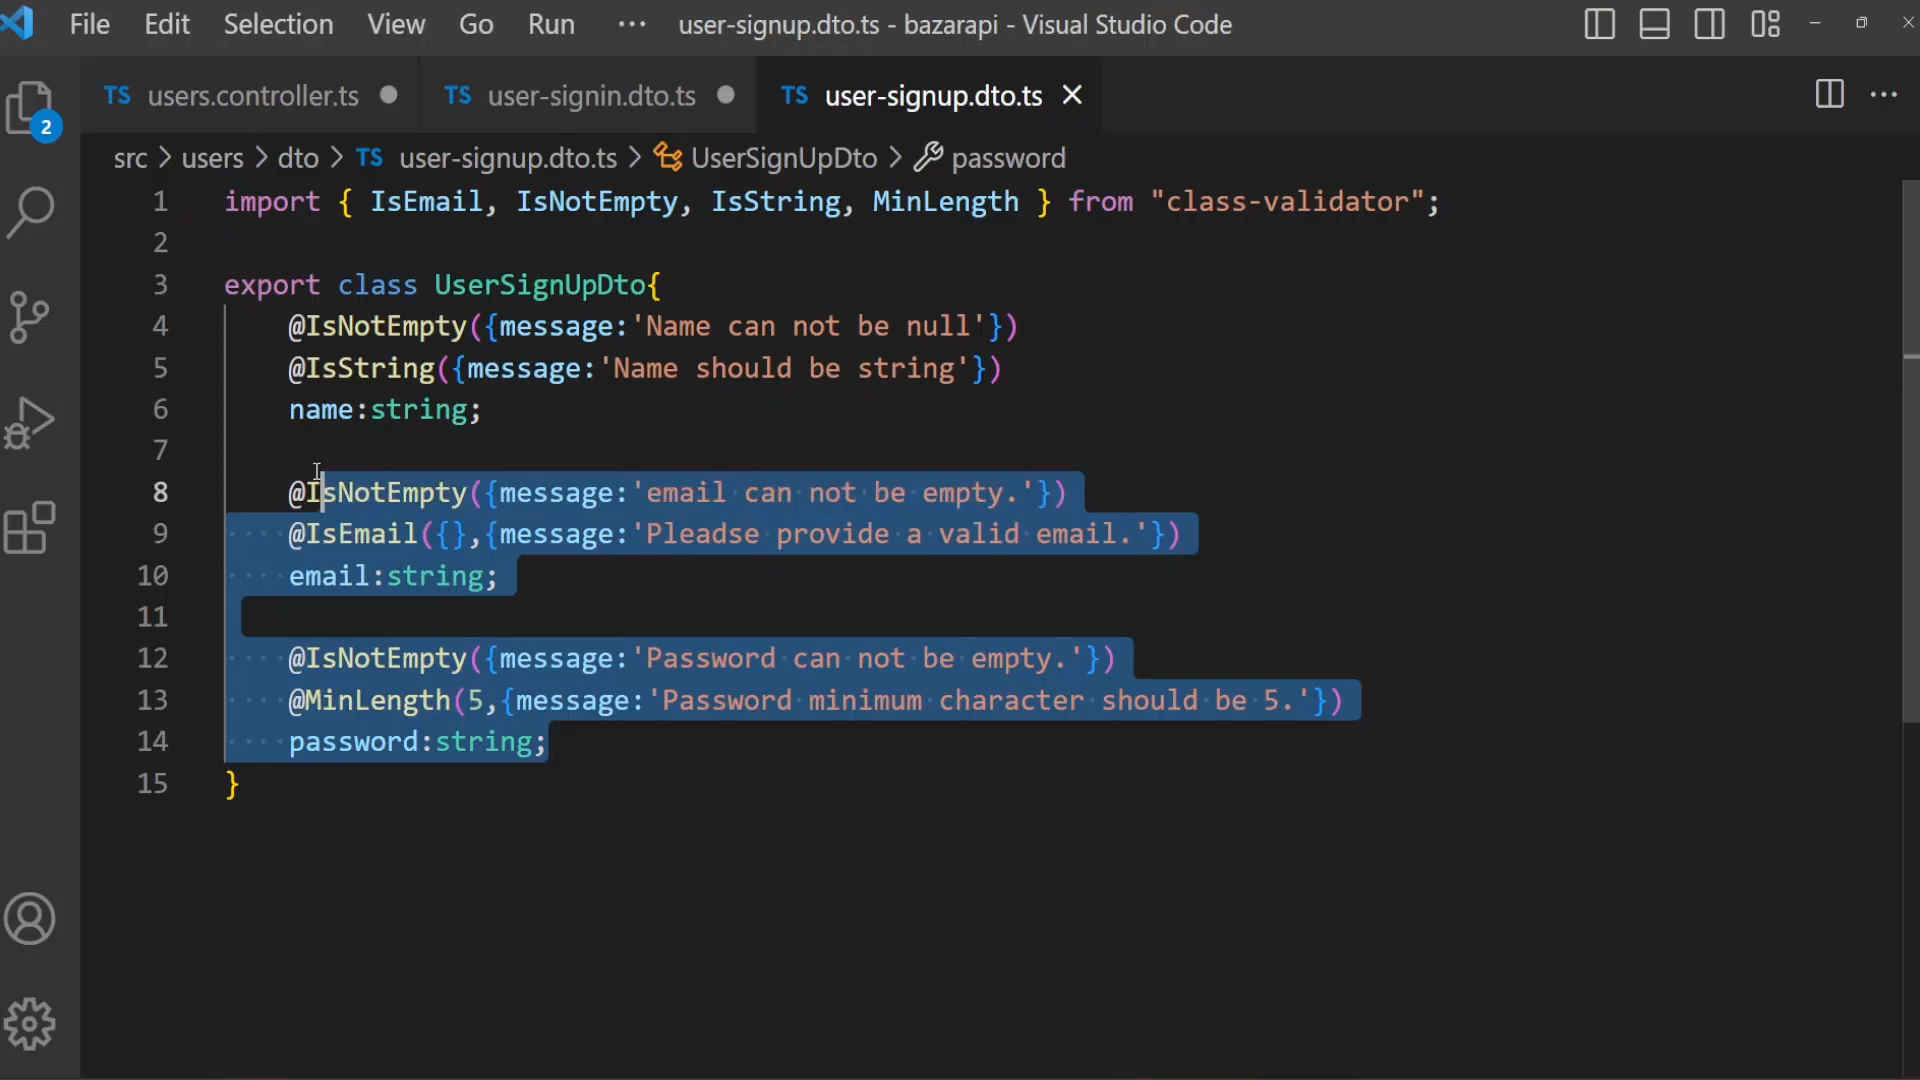 File Edit Selection View Go Run ··· user-signup.dto.ts - bazarapi - Visual Studio Code
TS users.controller.ts TS user-signin.dto.ts TS user-signup.dto.ts
2
src > users > dto > TS user-signup.dto.ts > UserSignUpDto > password
1 import { IsEmail, IsNotEmpty, IsString, MinLength } from "class-validator";
2
3 export class UserSignUpDto{
4 @IsNotEmpty({message:'Name can not be null'})
5 @IsString({message:'Name should be string'})
6 name:string;
7
8 @IsNotEmpty({message:'email can not be empty.'})
9 @IsEmail({},{message:'Pleadse provide a valid email.'})
10 email:string;
11
12 @IsNotEmpty({message:'Password can not be empty.'})
13 @MinLength(5,{message:'Password minimum character should be 5.'})
14 password:string;
15 }